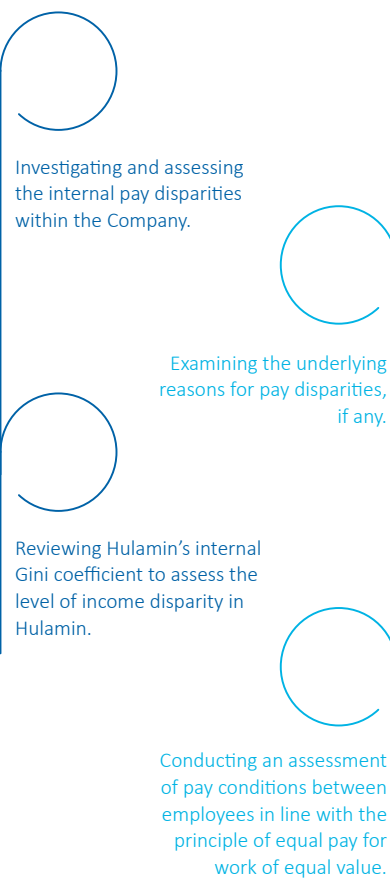 Investigating and assessing
the internal pay disparities
within the Company.
Examining the underlying
reasons for pay disparities,
if any.
Reviewing Hulamin’s internal
Gini coefficient to assess the
level of income disparity in
Hulamin.
Conducting an assessment
of pay conditions between
employees in line with the
principle of equal pay for
work of equal value.